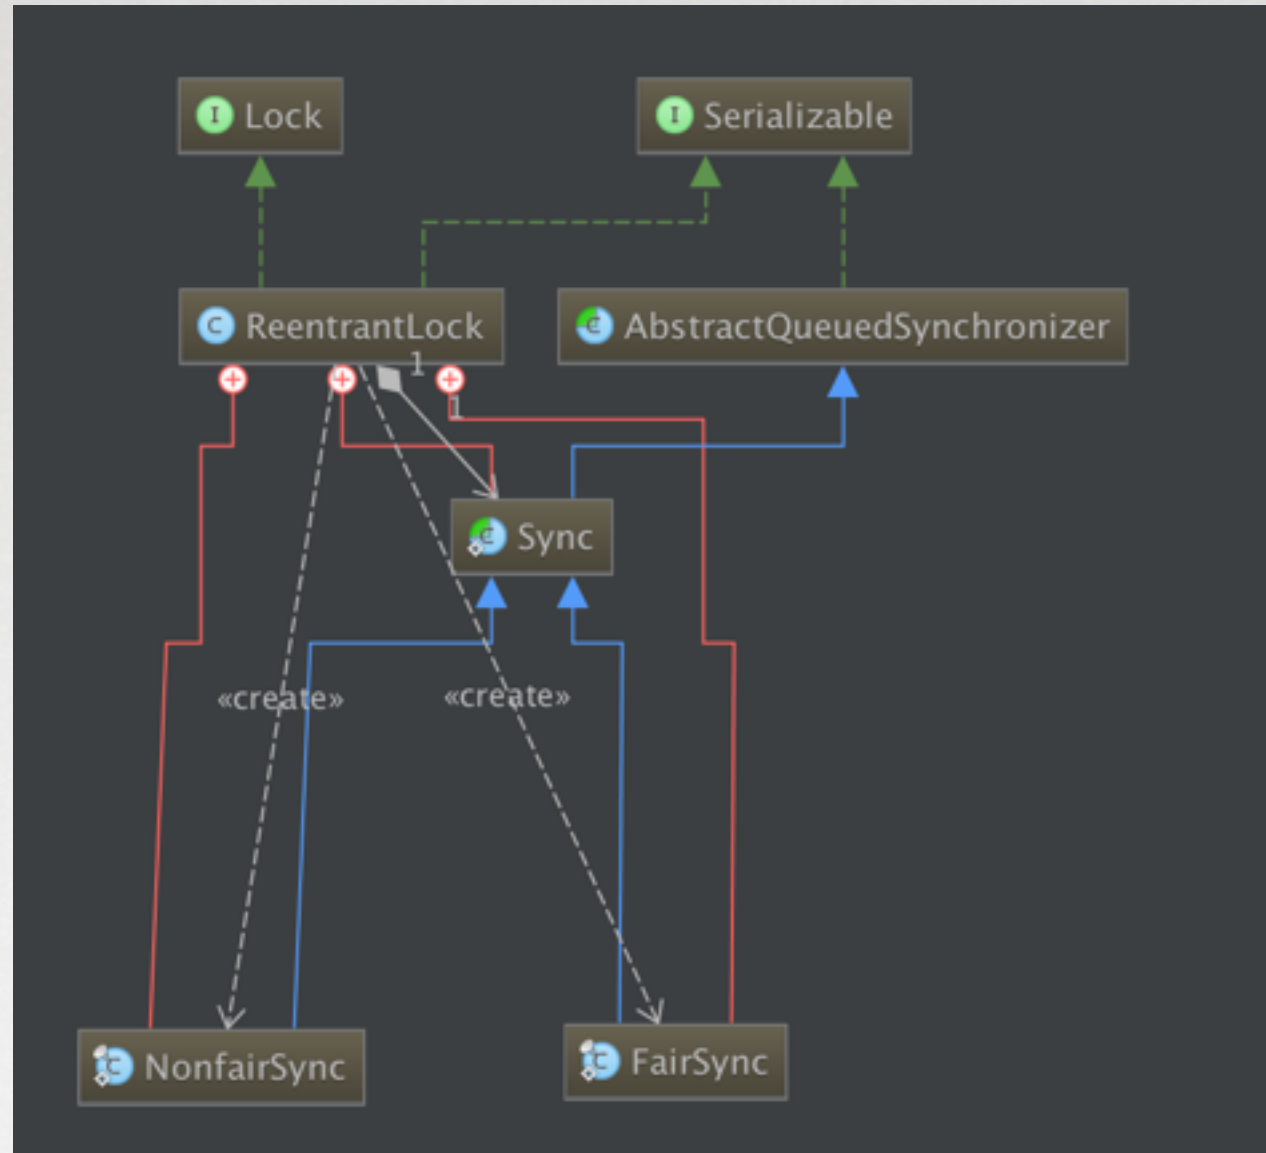 I Lock
I Serializable
C ReentrantLock
C AbstractQueuedSynchronizer
1
1
C Sync
«create»
«create»
C NonfairSync
C FairSync